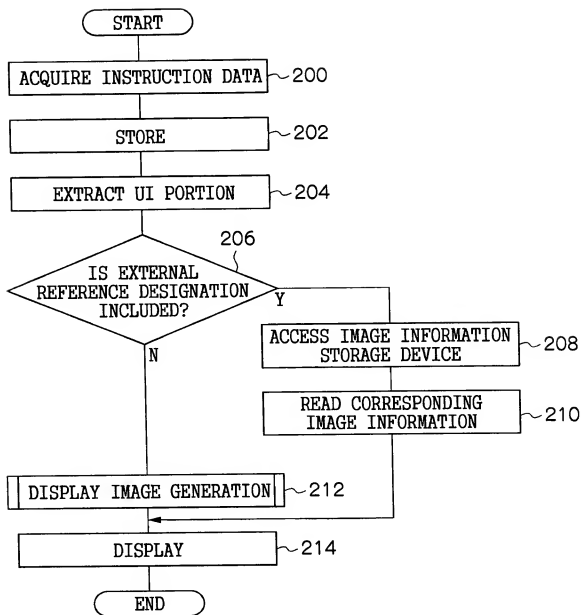 START
ACQUIRE INSTRUCTION DATA
200
STORE
202
EXTRACT UI PORTION
204
206
IS EXTERNAL
REFERENCE DESIGNATION
INCLUDED?
Y
N
ACCESS IMAGE INFORMATION
STORAGE DEVICE
208
READ CORRESPONDING
IMAGE INFORMATION
210
DISPLAY IMAGE GENERATION
212
DISPLAY
214
END